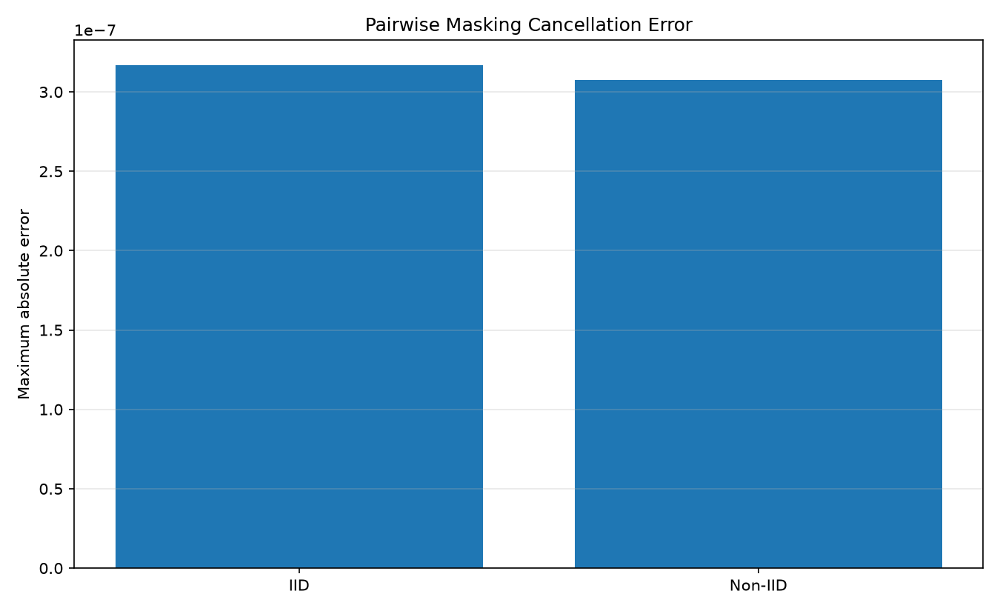 Pairwise Masking Cancellation Error
1e−7
3.0
2.5
2.0
1.5
1.0
0.5
0.0
Maximum absolute error
IID
Non-IID